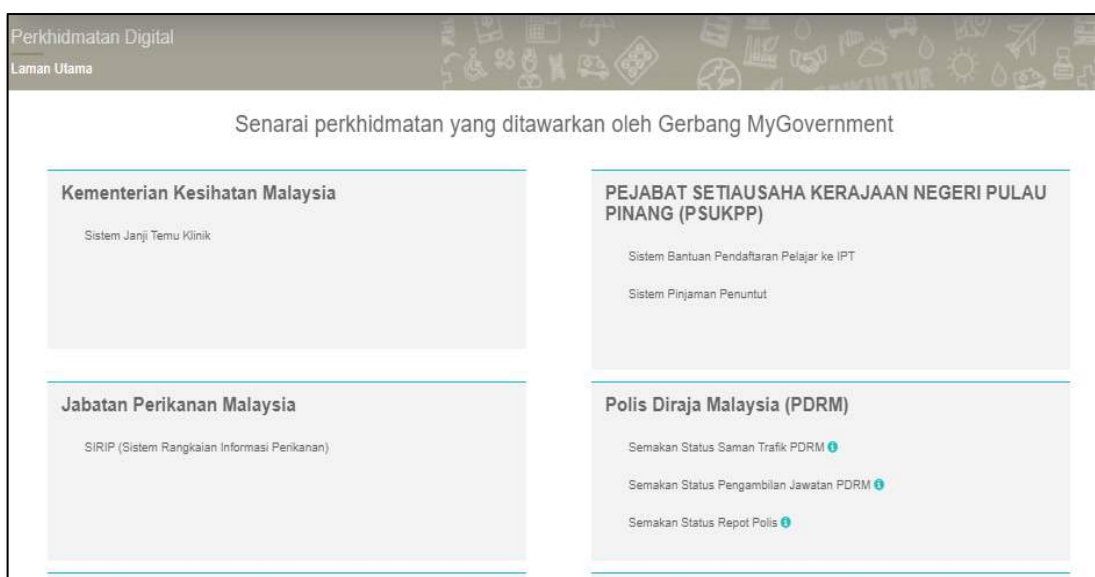 Perkhidmatan Digital
Laman Utama
Senarai perkhidmatan yang ditawarkan oleh Gerbang MyGovernment
Kementerian Kesihatan Malaysia
Sistem Janji Temu Klinik
PEJABAT SETIAUSAHA KERAJAAN NEGERI PULAU
PINANG (PSUKPP)
Sistem Bantuan Pendaftaran Pelajar ke IPT
Sistem Pinjaman Penuntut
Jabatan Perikanan Malaysia
SIRIP (Sistem Rangkaian Informasi Perikanan)
Polis Diraja Malaysia (PDRM)
Semakan Status Saman Trafik PDRM
Semakan Status Pengambilan Jawatan PDRM
Semakan Status Repot Polis